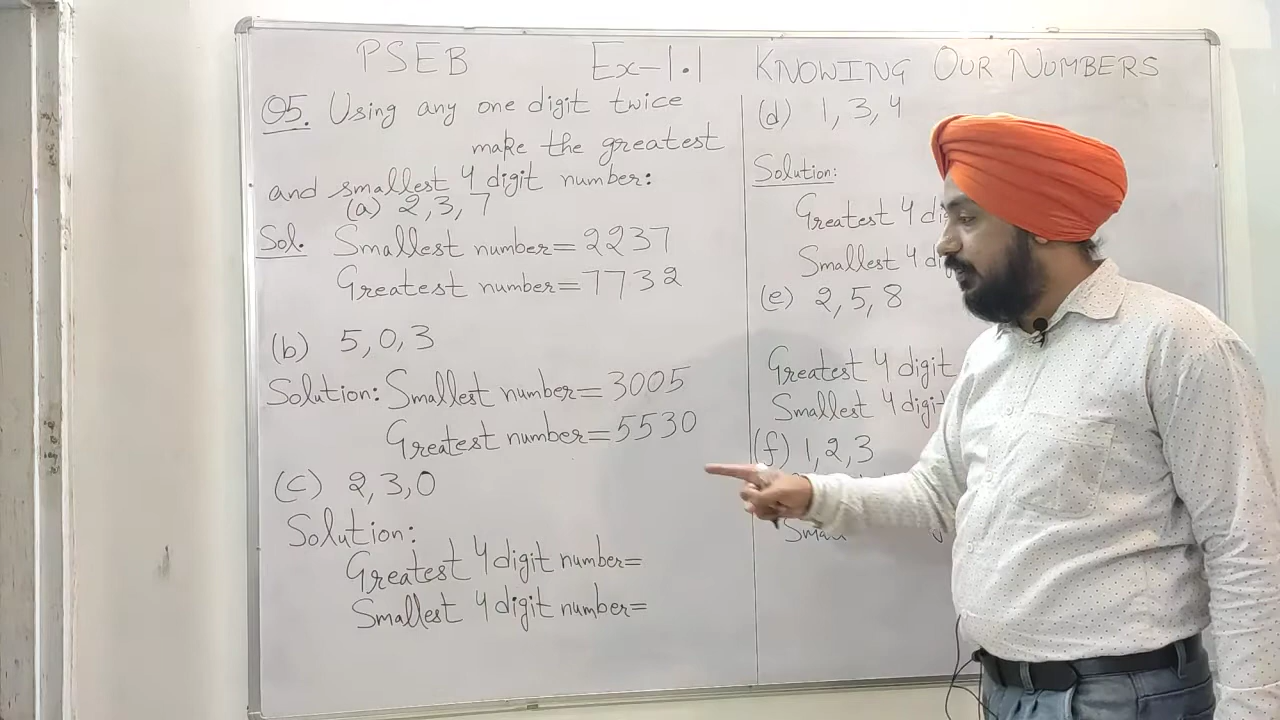 PSEB Ex-1.1 KNOWING OUR NUMBERS
Q5. Using any one digit twice
make the greatest
and smallest 4 digit number:
(a) 2,3,7
Sol. Smallest number=2237
Greatest number=7732
(b) 5,0,3
Solution: Smallest number=3005
Greatest number=5530
(c) 2,3,0
Solution:
Greatest 4 digit number=
Smallest 4 digit number=
(d) 1,3,4
Solution:
Greatest 4 di
Smallest 4 d
(e) 2,5,8
Greatest 4 digit
Smallest 4 digit
(f) 1,2,3
Small